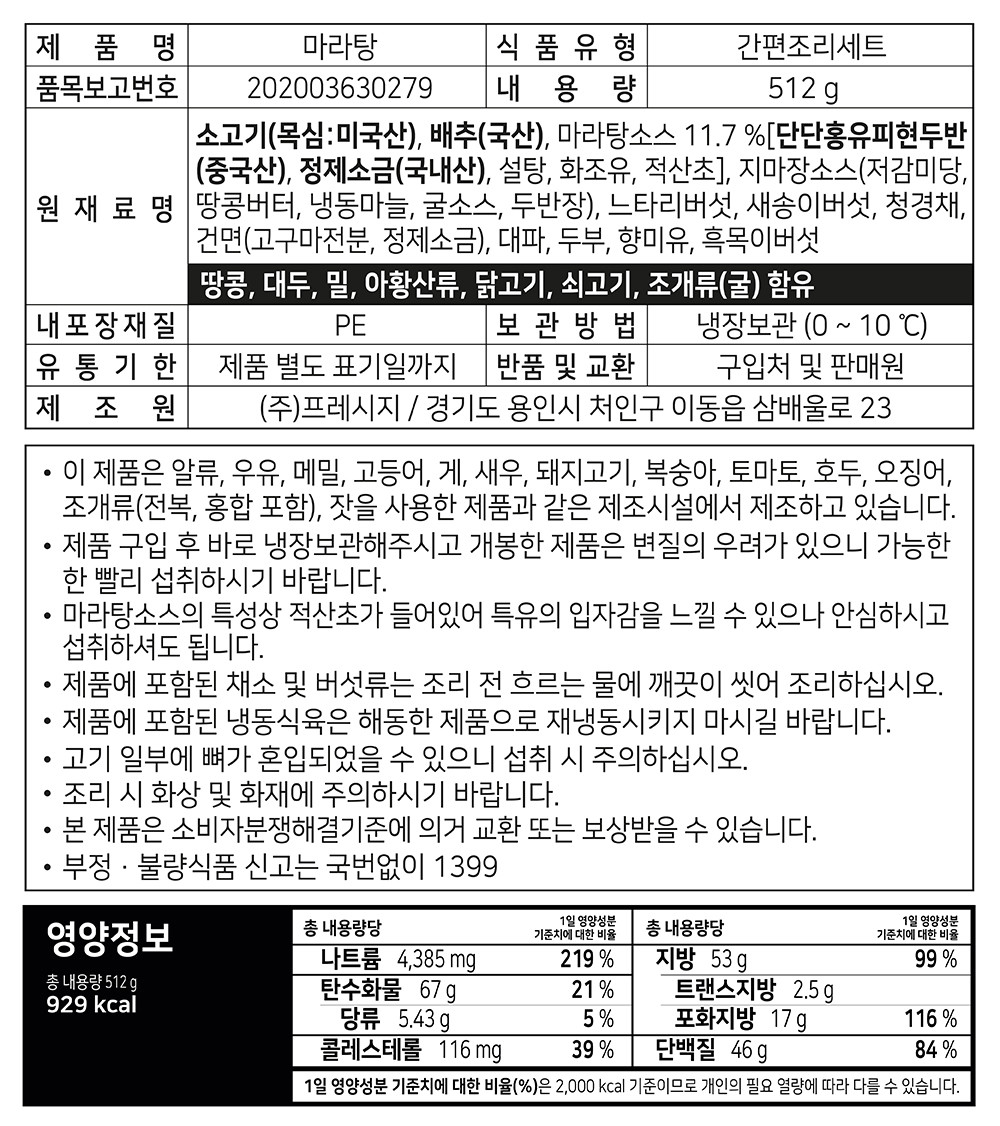 제 품 명 마라탕 식 품 유 형 간편조리세트
품목보고번호 202003630279 내 용 량 512 g
원 재 료 명
소고기(목심:미국산), 배추(국산), 마라탕소스 11.7 %[단단홍유피현두반
(중국산), 정제소금(국내산), 설탕, 화조유, 적산초], 지마장소스(저감미당,
땅콩버터, 냉동마늘, 굴소스, 두반장), 느타리버섯, 새송이버섯, 청경채,
건면(고구마전분, 정제소금), 대파, 두부, 향미유, 흑목이버섯
땅콩, 대두, 밀, 아황산류, 닭고기, 쇠고기, 조개류(굴) 함유
내포장재질 PE 보 관 방 법 냉장보관 (0 ~ 10 ℃)
유 통 기 한 제품 별도 표기일까지 반품 및 교환 구입처 및 판매원
제 조 원 (주)프레시지 / 경기도 용인시 처인구 이동읍 삼배울로 23
• 이 제품은 알류, 우유, 메밀, 고등어, 게, 새우, 돼지고기, 복숭아, 토마토, 호두, 오징어,
조개류(전복, 홍합 포함), 잣을 사용한 제품과 같은 제조시설에서 제조하고 있습니다.
• 제품 구입 후 바로 냉장보관해주시고 개봉한 제품은 변질의 우려가 있으니 가능한
한 빨리 섭취하시기 바랍니다.
• 마라탕소스의 특성상 적산초가 들어있어 특유의 입자감을 느낄 수 있으나 안심하시고
섭취하셔도 됩니다.
• 제품에 포함된 채소 및 버섯류는 조리 전 흐르는 물에 깨끗이 씻어 조리하십시오.
• 제품에 포함된 냉동식육은 해동한 제품으로 재냉동시키지 마시길 바랍니다.
• 고기 일부에 뼈가 혼입되었을 수 있으니 섭취 시 주의하십시오.
• 조리 시 화상 및 화재에 주의하시기 바랍니다.
• 본 제품은 소비자분쟁해결기준에 의거 교환 또는 보상받을 수 있습니다.
• 부정 · 불량식품 신고는 국번없이 1399
영양정보
총 내용량 512 g
929 kcal
총 내용량당 1일 영양성분
기준치에 대한 비율
나트륨 4,385 mg 219 %
탄수화물 67 g 21 %
당류 5.43 g 5 %
콜레스테롤 116 mg 39 %
총 내용량당 1일 영양성분
기준치에 대한 비율
지방 53 g 99 %
트랜스지방 2.5 g
포화지방 17 g 116 %
단백질 46 g 84 %
1일 영양성분 기준치에 대한 비율(%)은 2,000 kcal 기준이므로 개인의 필요 열량에 따라 다를 수 있습니다.